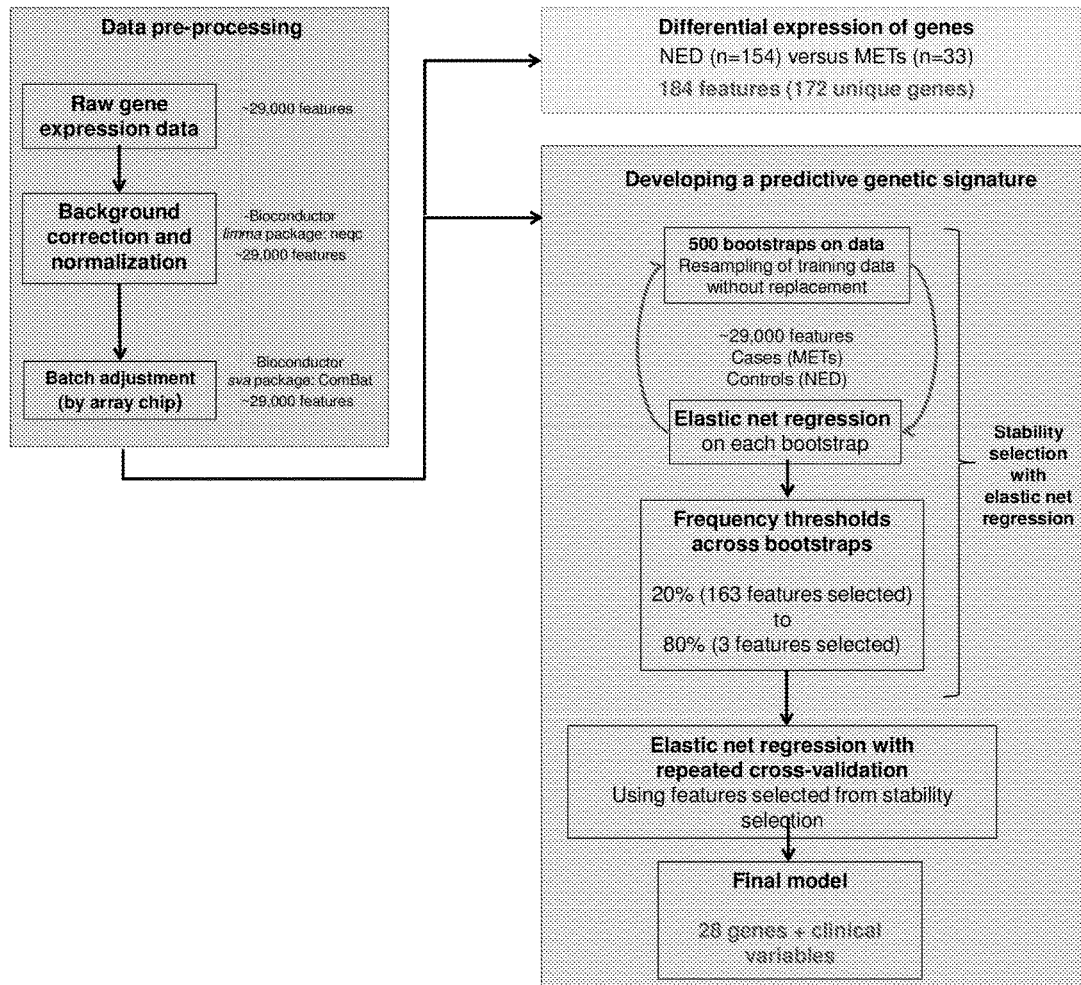 Data pre-processing
Raw gene
expression data
~29,000 features
Background
correction and
normalization
-Bioconductor
limma package: neqc
~29,000 features
Batch adjustment
(by array chip)
-Bioconductor
sva package: ComBat
~29,000 features
Differential expression of genes
NED (n=154) versus METs (n=33)
184 features (172 unique genes)
Developing a predictive genetic signature
500 bootstraps on data
Resampling of training data
without replacement
~29,000 features
Cases (METs)
Controls (NED)
Elastic net regression
on each bootstrap
Frequency thresholds
across bootstraps
20% (163 features selected)
to
80% (3 features selected)
Stability
selection
with
elastic net
regression
Elastic net regression with
repeated cross-validation
Using features selected from stability
selection
Final model
28 genes + clinical
variables